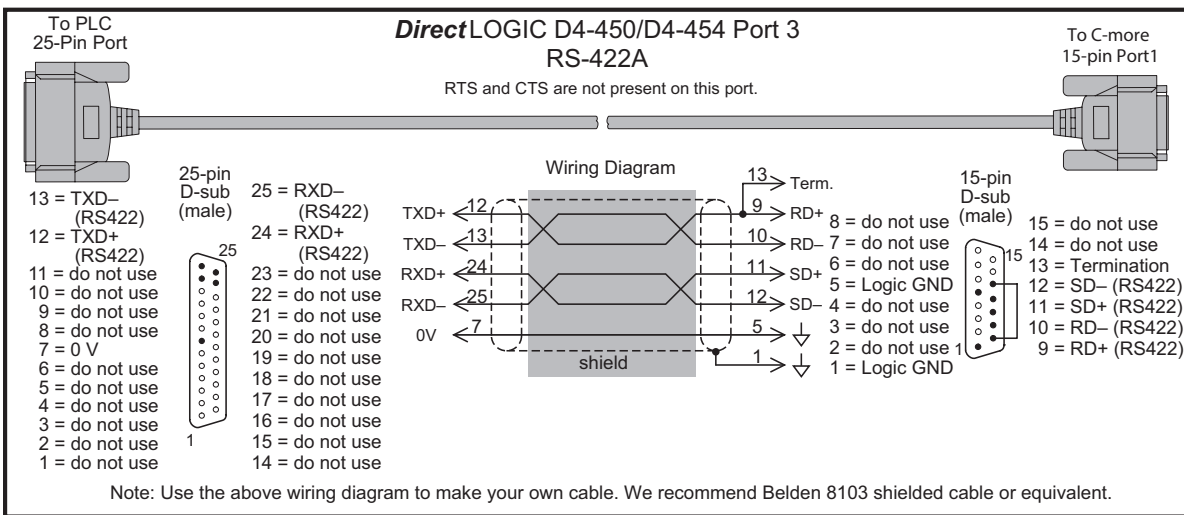 To PLC
25-Pin Port
DirectLOGIC D4-450/D4-454 Port 3
RS-422A
RTS and CTS are not present on this port.
To C-more
15-pin Port1
13 = TXD–
(RS422)
12 = TXD+
(RS422)
11 = do not use
10 = do not use
9 = do not use
8 = do not use
7 = 0 V
6 = do not use
5 = do not use
4 = do not use
3 = do not use
2 = do not use
1 = do not use
25-pin
D-sub
(male)
25
1
25 = RXD–
(RS422)
24 = RXD+
(RS422)
23 = do not use
22 = do not use
21 = do not use
20 = do not use
19 = do not use
18 = do not use
17 = do not use
16 = do not use
15 = do not use
14 = do not use
Wiring Diagram
13 Term.
TXD+ 12 9 RD+
TXD– 13 10 RD–
RXD+ 24 11 SD+
RXD– 25 12 SD–
0V 7 5
shield 1
8 = do not use
7 = do not use
6 = do not use
5 = Logic GND
4 = do not use
3 = do not use
2 = do not use
1 = Logic GND
15-pin
D-sub
(male)
15
1
15 = do not use
14 = do not use
13 = Termination
12 = SD– (RS422)
11 = SD+ (RS422)
10 = RD– (RS422)
9 = RD+ (RS422)
Note: Use the above wiring diagram to make your own cable. We recommend Belden 8103 shielded cable or equivalent.